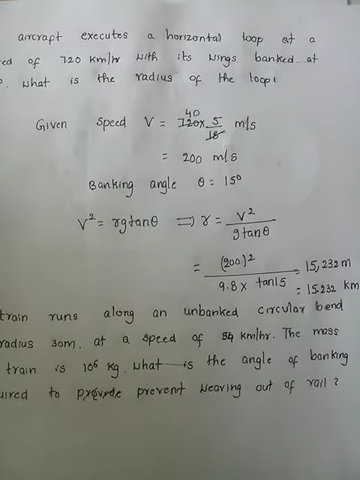 aircraft executes a horizontal loop at a
ed of 720 km/hr with its wings banked at
. What is the radius of the loop?
40
Given speed V = 720 × 5/18 m/s
= 200 m/s
Banking angle θ = 15°
V² = rg tanθ ⟹ r = V²/g tanθ
= (200)²/9.8 × tan15 = 15,232 m
= 15.232 km
train runs along an unbanked circular bend
radius 30m, at a speed of 54 km/hr. The mass
train is 10⁶ kg. What is the angle of banking
uired to prevent wearing out of rail?